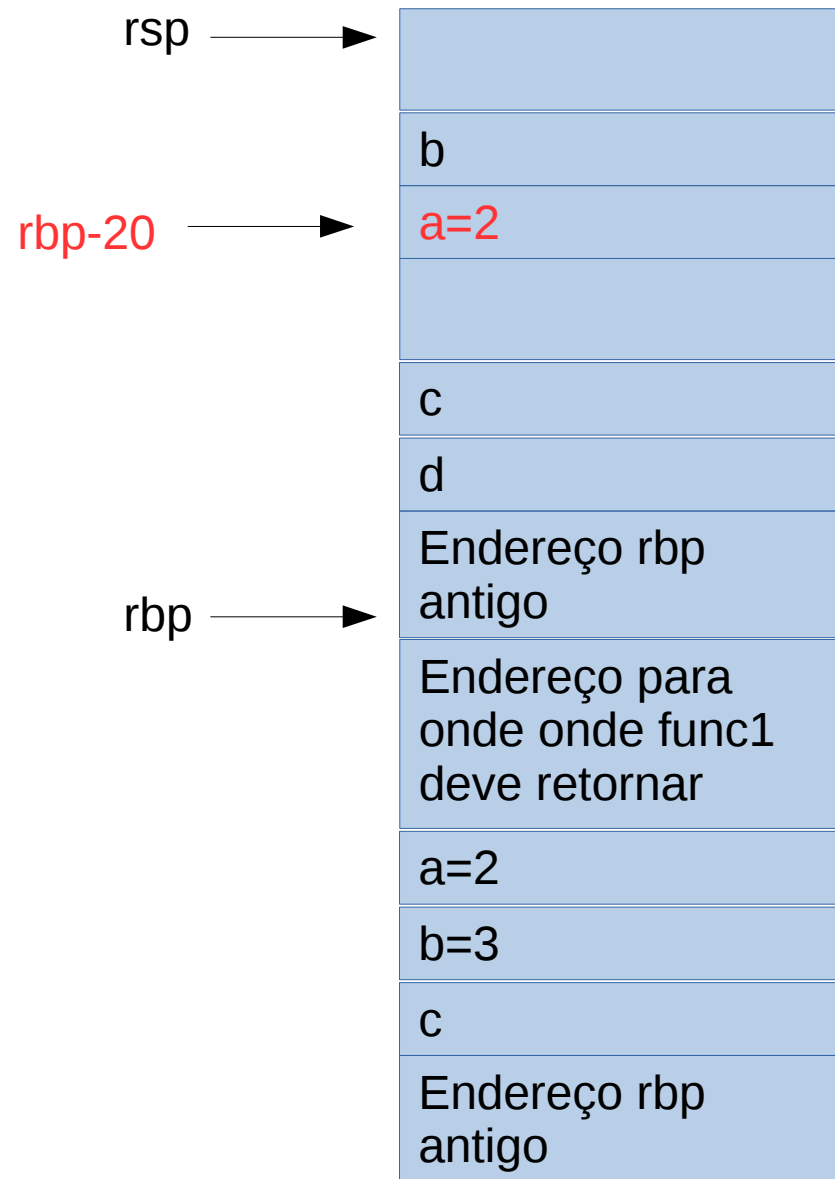 rsp
b
rbp-20
a=2
c
d
Endereço rbp
antigo
rbp
Endereço para
onde onde func1
deve retornar
a=2
b=3
c
Endereço rbp
antigo